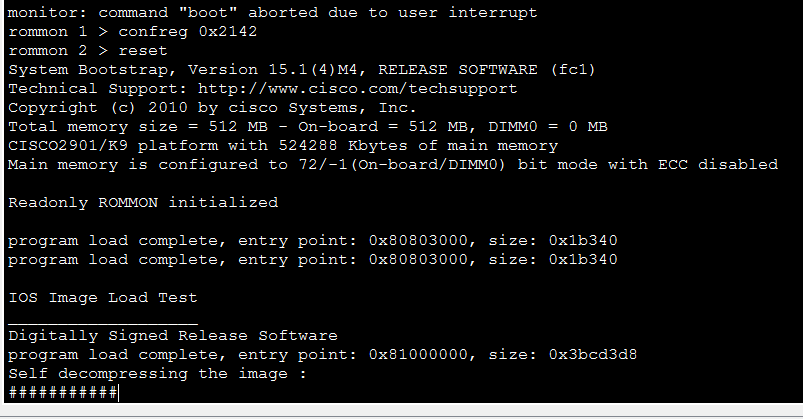 monitor: command "boot" aborted due to user interrupt
rommon 1 > confreg 0x2142
rommon 2 > reset
System Bootstrap, Version 15.1(4)M4, RELEASE SOFTWARE (fc1)
Technical Support: http://www.cisco.com/techsupport
Copyright (c) 2010 by cisco Systems, Inc.
Total memory size = 512 MB - On-board = 512 MB, DIMM0 = 0 MB
CISCO2901/K9 platform with 524288 Kbytes of main memory
Main memory is configured to 72/-1(On-board/DIMM0) bit mode with ECC disabled
Readonly ROMMON initialized
program load complete, entry point: 0x80803000, size: 0x1b340
program load complete, entry point: 0x80803000, size: 0x1b340
IOS Image Load Test
___________________
Digitally Signed Release Software
program load complete, entry point: 0x81000000, size: 0x3bcd3d8
Self decompressing the image :
###########